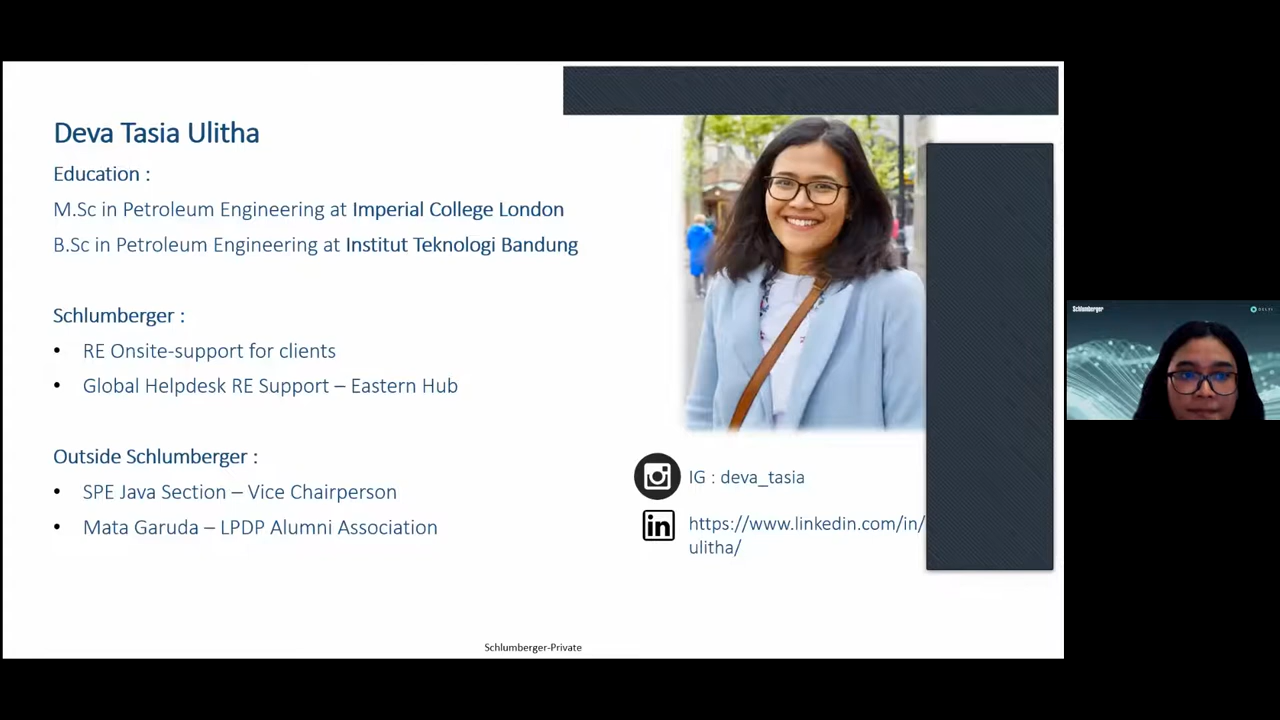 Deva Tasia Ulitha
Education :
M.Sc in Petroleum Engineering at Imperial College London
B.Sc in Petroleum Engineering at Institut Teknologi Bandung
Schlumberger :
• RE Onsite-support for clients
• Global Helpdesk RE Support – Eastern Hub
Outside Schlumberger :
• SPE Java Section – Vice Chairperson
• Mata Garuda – LPDP Alumni Association
IG : deva_tasia
in
https://www.linkedin.com/in/
ulitha/
Schlumberger-Private
Schlumberger
DELFI